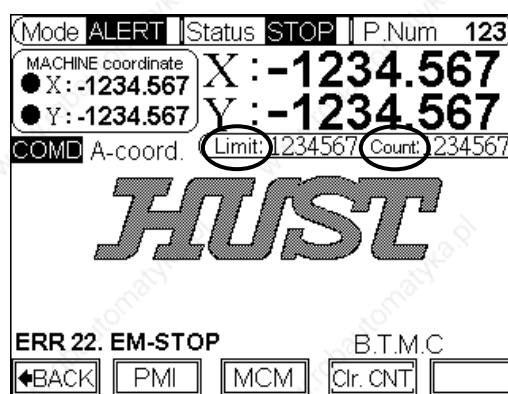 Mode ALERT Status STOP P.Num 123
MACHINE coordinate
X:-1234.567
Y:-1234.567
X:-1234.567
Y:-1234.567
COMD A-coord. Limit: 1234567 Count: 234567
HUST
ERR 22. EM-STOP B.T.M.C
BACK PMI MCM Clr. CNT